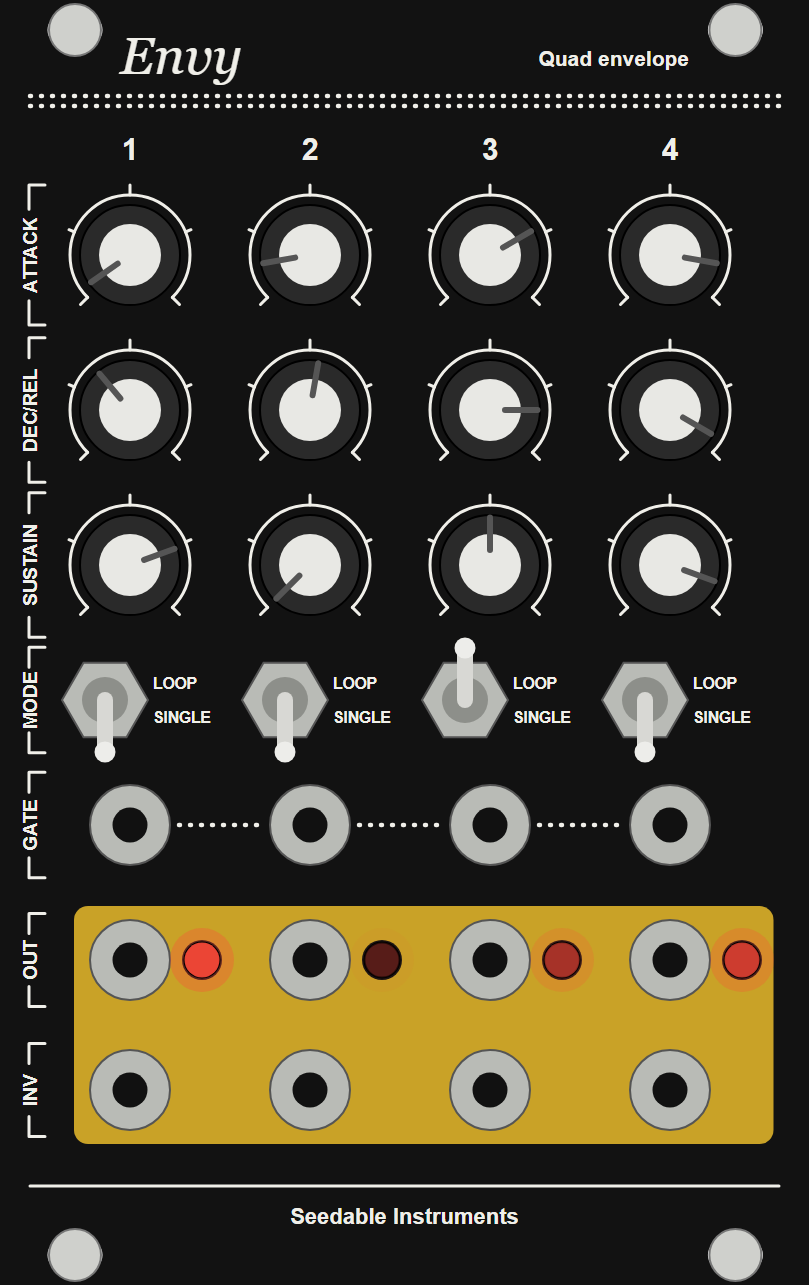 Envy
Quad envelope
1 2 3 4
ATTACK
DEC/REL
SUSTAIN
MODE
LOOP LOOP LOOP LOOP
SINGLE SINGLE SINGLE SINGLE
GATE
OUT
INV
Seedable Instruments